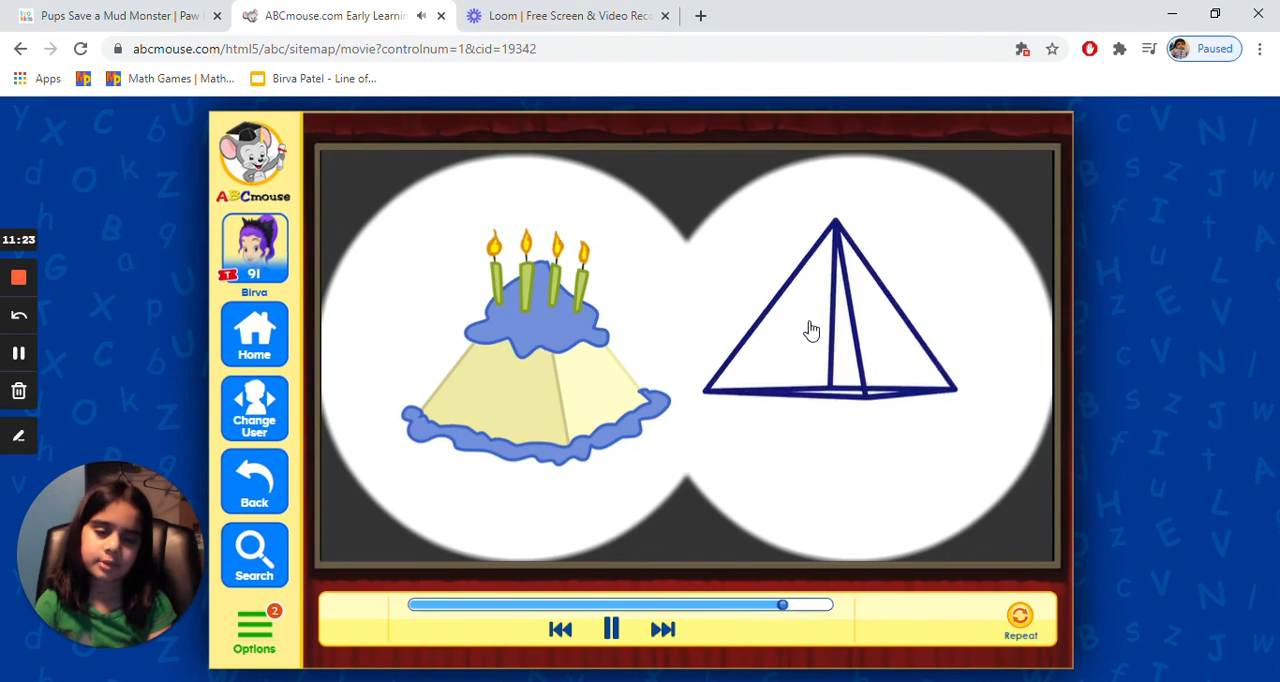 Pups Save a Mud Monster | Paw
ABCmouse.com Early Learnin
Loom | Free Screen & Video Rec
abcmouse.com/html5/abc/sitemap/movie?controlnum=1&cid=19342
Paused
Apps
Math Games | Math...
Birva Patel - Line of...
ABCmouse
11:23
T
91
Birva
Home
Change
User
Back
Search
2
Options
Repeat